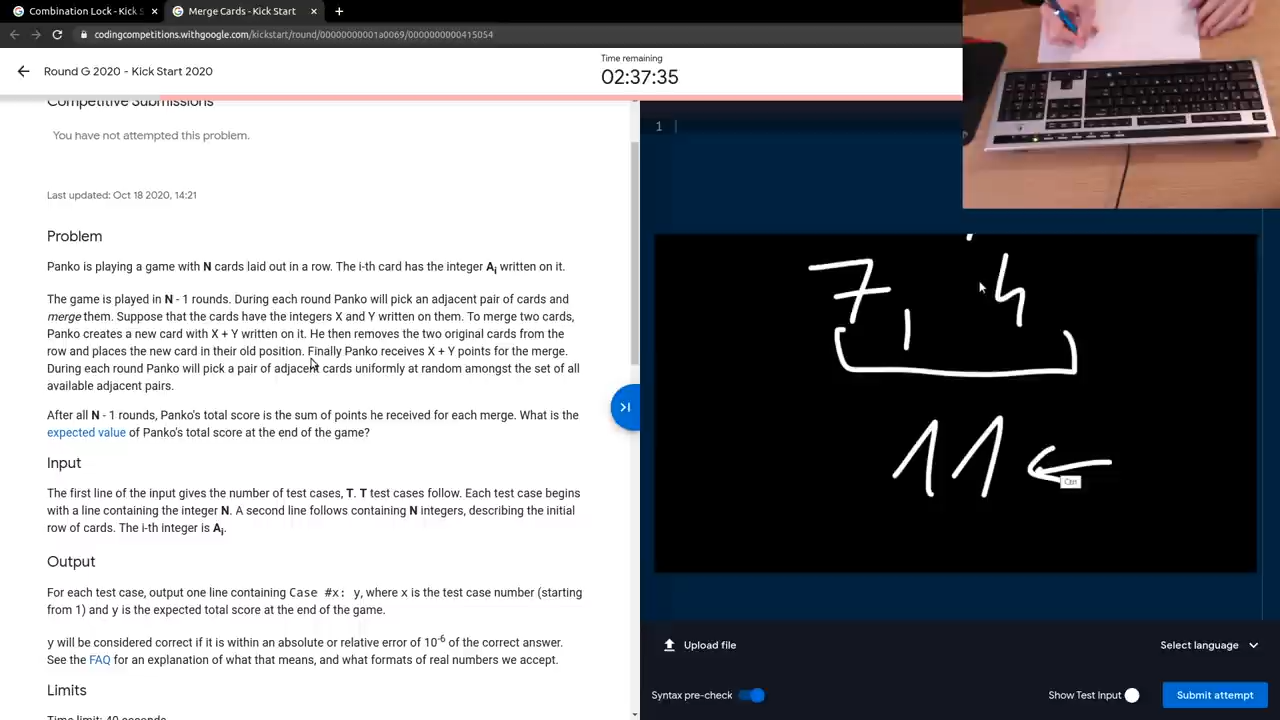 Combination Lock - Kick S
Merge Cards - Kick Start
codingcompetitions.withgoogle.com/kickstart/round/00000000001a0069/0000000000415054
Round G 2020 - Kick Start 2020
Time remaining
02:37:35
Competitive Submissions
You have not attempted this problem.
Last updated: Oct 18 2020, 14:21
Problem
Panko is playing a game with N cards laid out in a row. The i-th card has the integer Ai written on it.
The game is played in N - 1 rounds. During each round Panko will pick an adjacent pair of cards and
merge them. Suppose that the cards have the integers X and Y written on them. To merge two cards,
Panko creates a new card with X + Y written on it. He then removes the two original cards from the
row and places the new card in their old position. Finally Panko receives X + Y points for the merge.
During each round Panko will pick a pair of adjacent cards uniformly at random amongst the set of all
available adjacent pairs.
After all N - 1 rounds, Panko's total score is the sum of points he received for each merge. What is the
expected value of Panko's total score at the end of the game?
Input
The first line of the input gives the number of test cases, T. T test cases follow. Each test case begins
with a line containing the integer N. A second line follows containing N integers, describing the initial
row of cards. The i-th integer is Ai.
Output
For each test case, output one line containing Case #x: y, where x is the test case number (starting
from 1) and y is the expected total score at the end of the game.
y will be considered correct if it is within an absolute or relative error of 10-6 of the correct answer.
See the FAQ for an explanation of what that means, and what formats of real numbers we accept.
Limits
Time limit: 40 seconds
1
7, 4
11
Ctrl
Upload file
Select language
Syntax pre-check
Show Test Input
Submit attempt